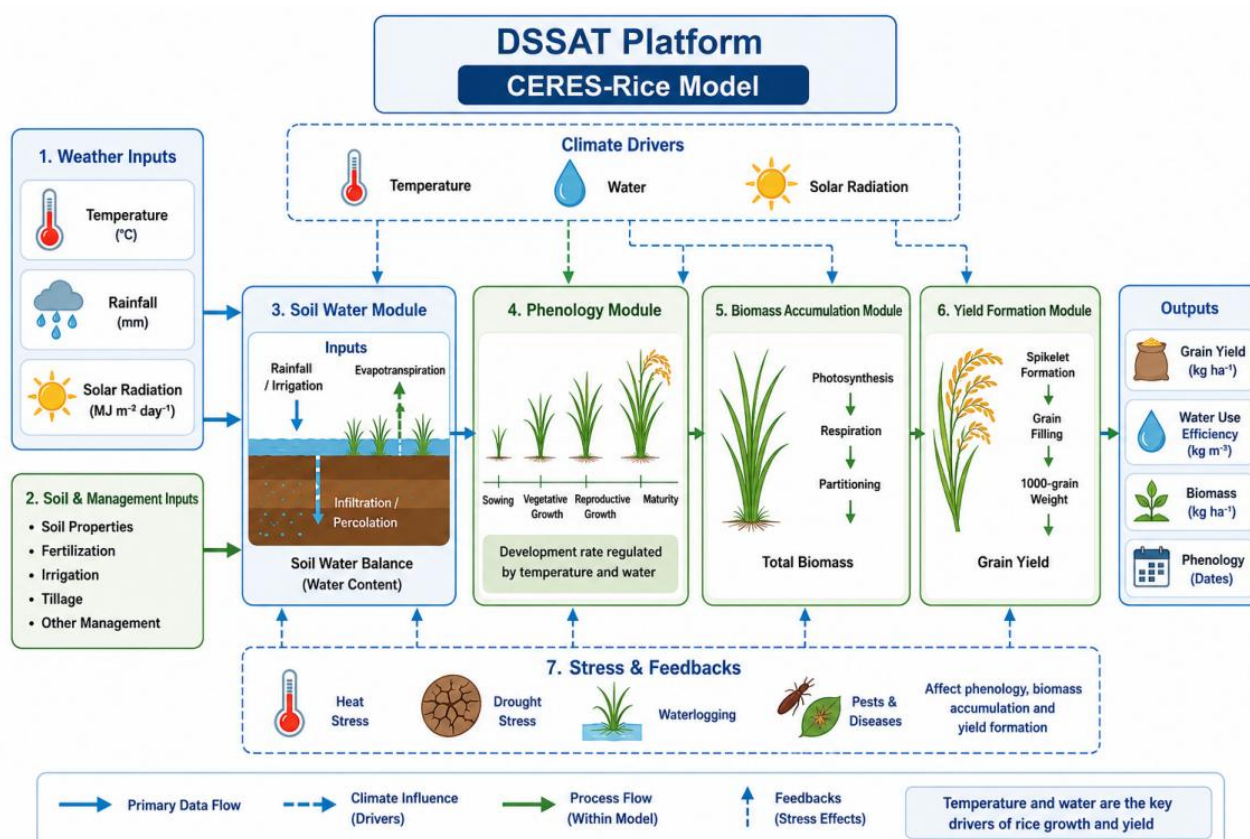 DSSAT Platform
CERES-Rice Model
Climate Drivers
Temperature
Water
Solar Radiation
1. Weather Inputs
Temperature
(°C)
Rainfall
(mm)
Solar Radiation
(MJ m⁻² day⁻¹)
2. Soil & Management Inputs
• Soil Properties
• Fertilization
• Irrigation
• Tillage
• Other Management
3. Soil Water Module
Inputs
Rainfall
/ Irrigation
Evapotranspiration
Infiltration /
Percolation
Soil Water Balance
(Water Content)
4. Phenology Module
Sowing
Vegetative
Growth
Reproductive
Growth
Maturity
Development rate regulated
by temperature and water
5. Biomass Accumulation Module
Photosynthesis
Respiration
Partitioning
Total Biomass
6. Yield Formation Module
Spikelet
Formation
Grain
Filling
1000-grain
Weight
Grain Yield
Outputs
Grain Yield
(kg ha⁻¹)
Water Use
Efficiency
(kg m⁻³)
Biomass
(kg ha⁻¹)
Phenology
(Dates)
7. Stress & Feedbacks
Heat
Stress
Drought
Stress
Waterlogging
Pests &
Diseases
Affect phenology, biomass
accumulation and
yield formation
Primary Data Flow
Climate Influence
(Drivers)
Process Flow
(Within Model)
Feedbacks
(Stress Effects)
Temperature and water are the key
drivers of rice growth and yield